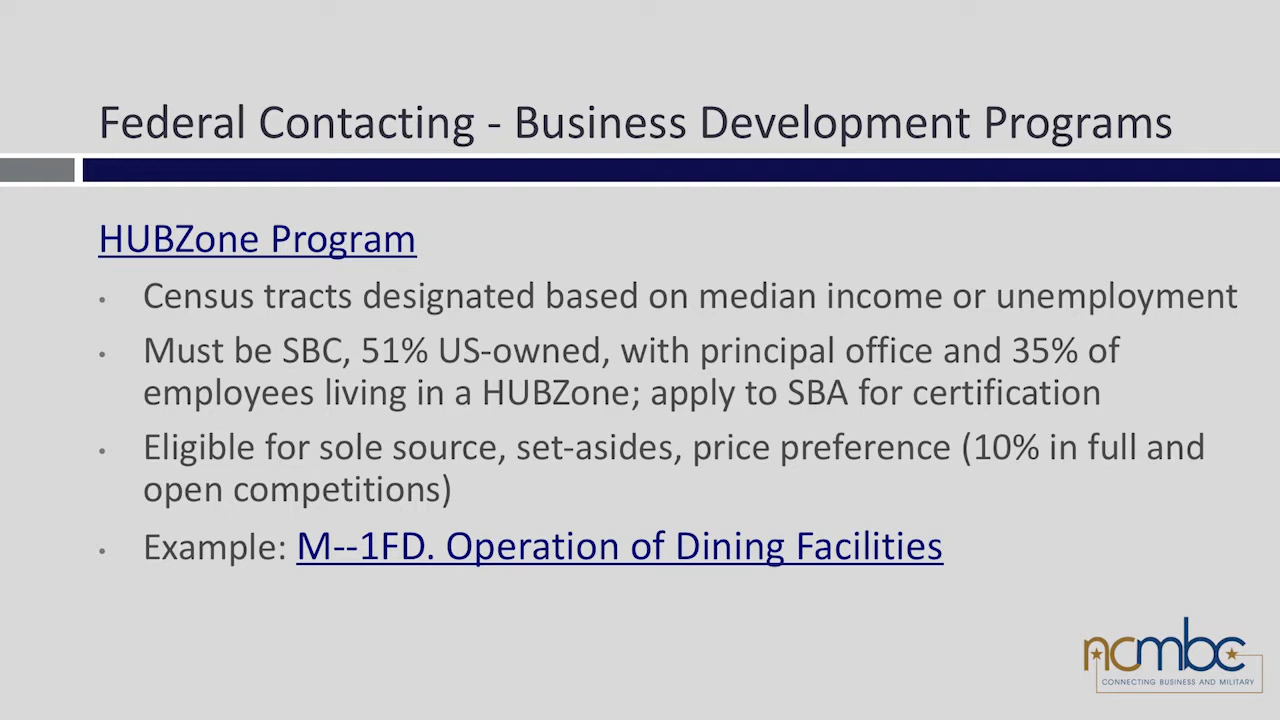 Federal Contacting - Business Development Programs
HUBZone Program
• Census tracts designated based on median income or unemployment
• Must be SBC, 51% US-owned, with principal office and 35% of
employees living in a HUBZone; apply to SBA for certification
• Eligible for sole source, set-asides, price preference (10% in full and
open competitions)
• Example: M--1FD. Operation of Dining Facilities
ncmbc
CONNECTING BUSINESS AND MILITARY